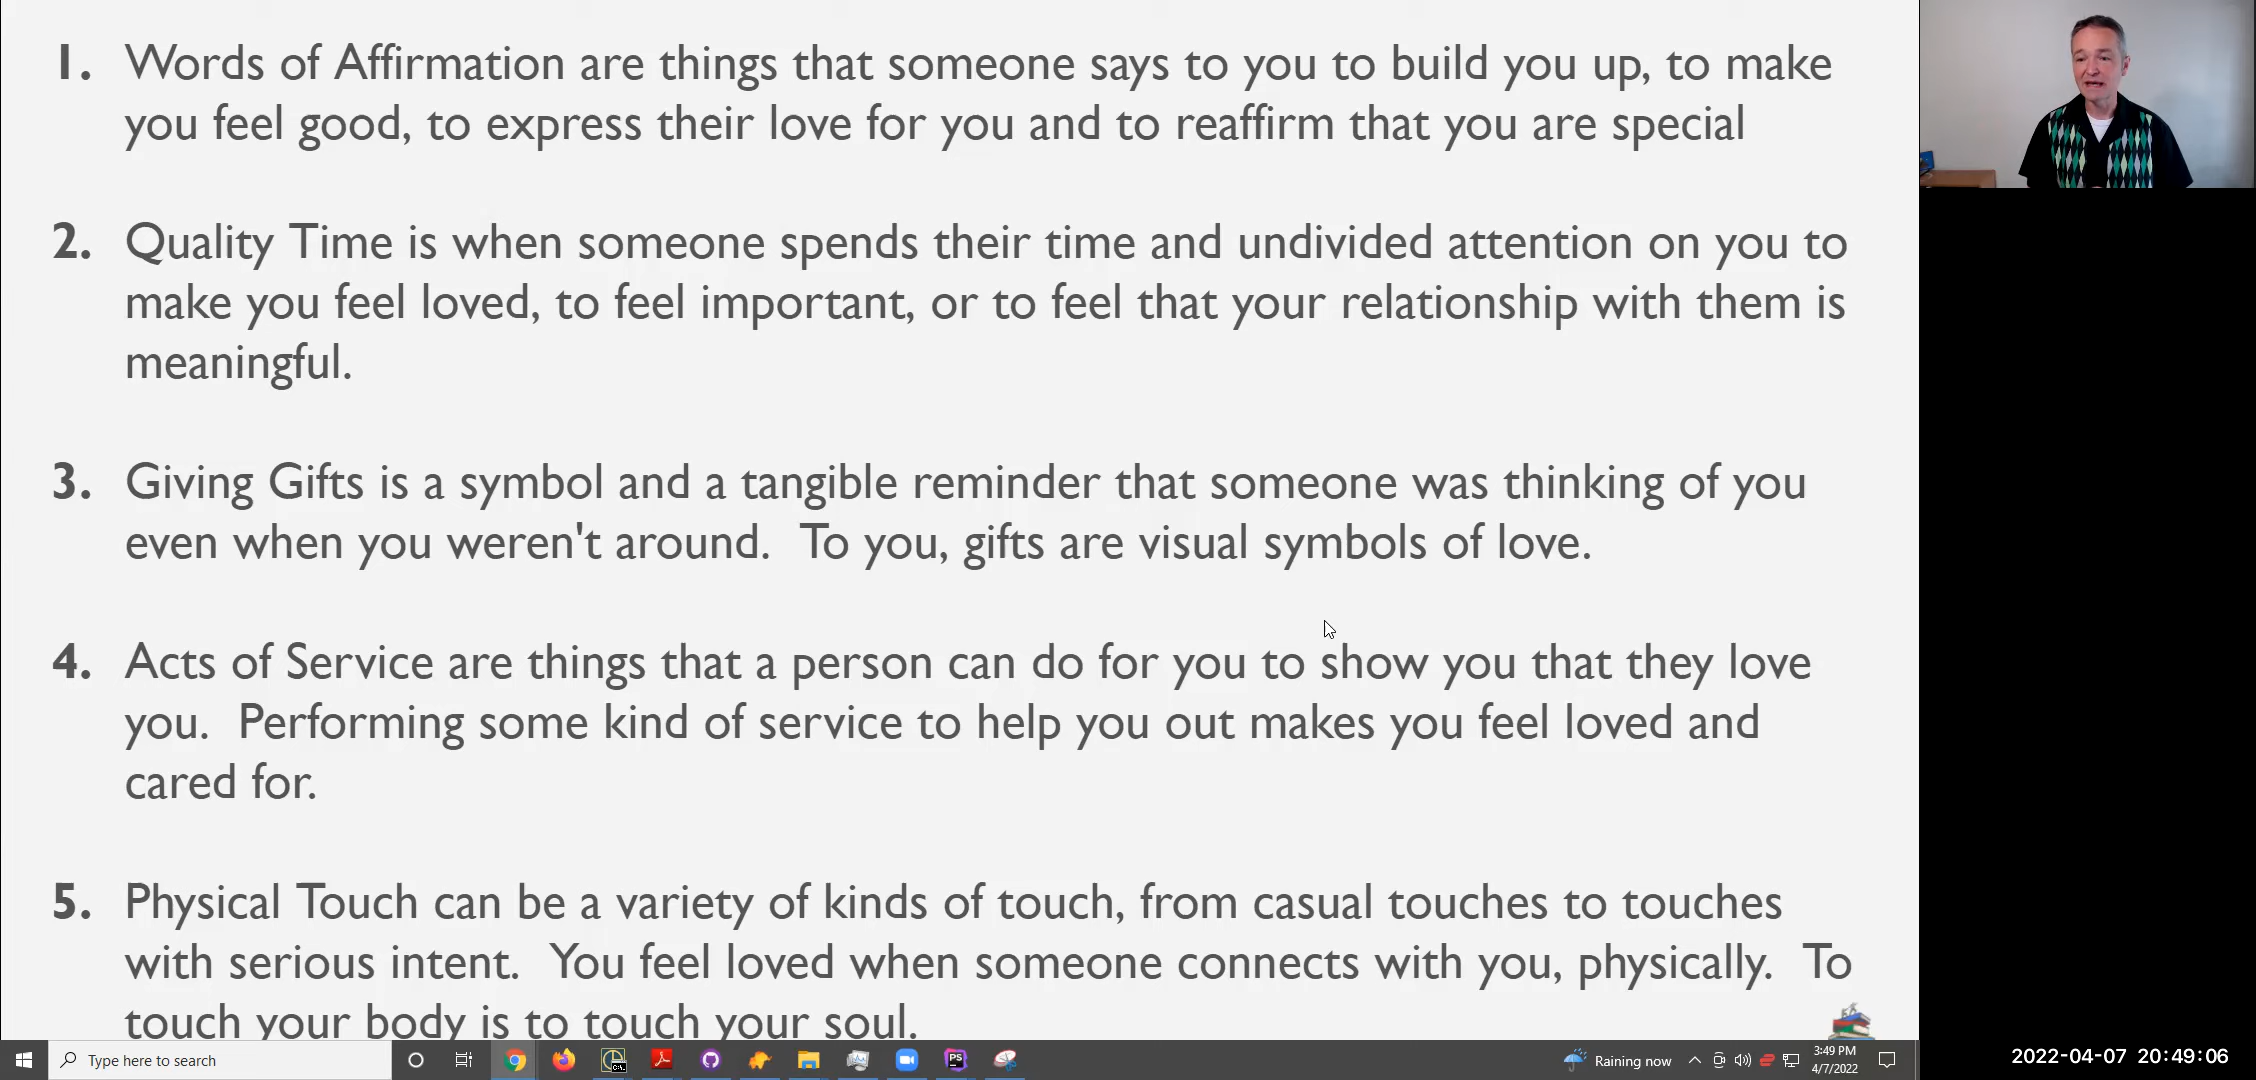 1. Words of Affirmation are things that someone says to you to build you up, to make
you feel good, to express their love for you and to reaffirm that you are special
2. Quality Time is when someone spends their time and undivided attention on you to
make you feel loved, to feel important, or to feel that your relationship with them is
meaningful.
3. Giving Gifts is a symbol and a tangible reminder that someone was thinking of you
even when you weren't around.  To you, gifts are visual symbols of love.
4. Acts of Service are things that a person can do for you to show you that they love
you.  Performing some kind of service to help you out makes you feel loved and
cared for.
5. Physical Touch can be a variety of kinds of touch, from casual touches to touches
with serious intent.  You feel loved when someone connects with you, physically.  To
touch your body is to touch your soul.
Type here to search
PS
Raining now
3:49 PM
4/7/2022
2022-04-07 20:49:06